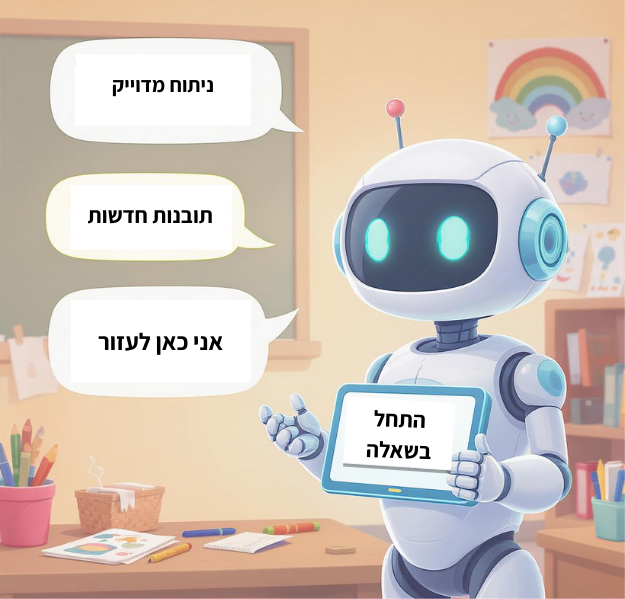 ניתוח מדוייק
תובנות חדשות
אני כאן לעזור
התחל
בשאלה